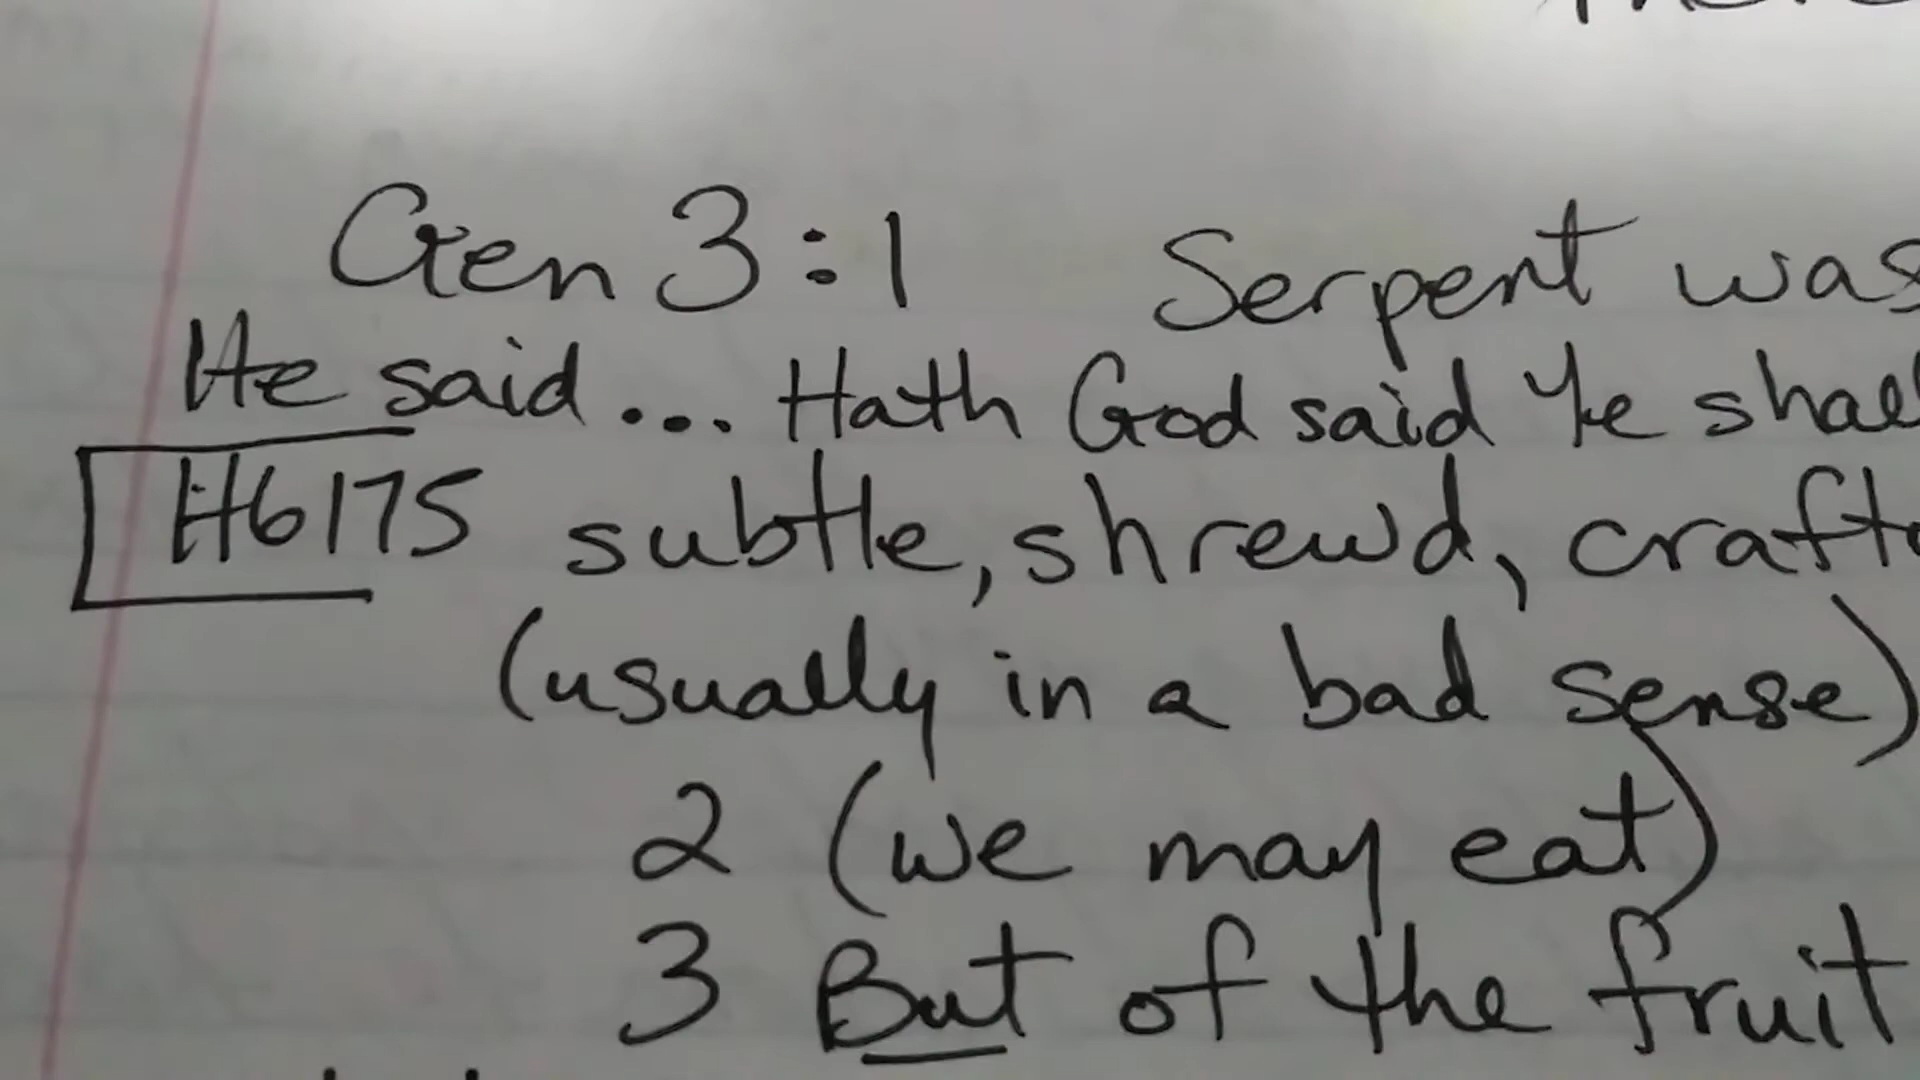 Gen 3:1 Serpent was
He said... Hath God said Ye shall
H6175 subtle, shrewd,
(usually in a bad sense)
2 (we may eat)
3 But of the fruit